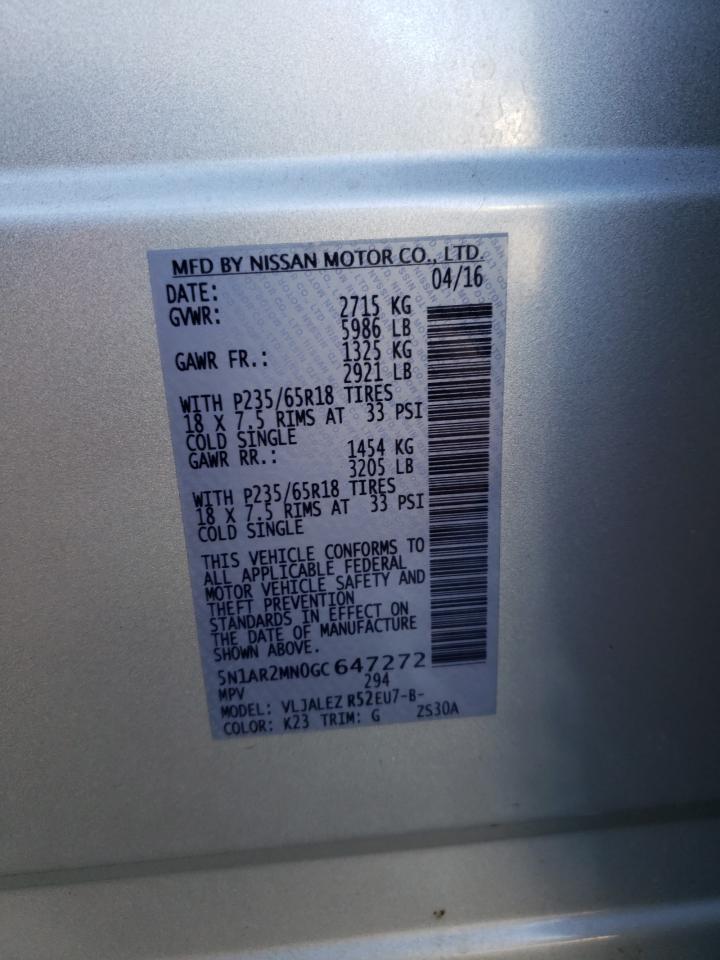 MFD BY NISSAN MOTOR CO., LTD.
DATE: 04/16
GVWR: 2715 KG
5986 LB
GAWR FR.: 1325 KG
2921 LB
WITH P235/65R18 TIRES
18 X 7.5 RIMS AT 33 PSI
COLD SINGLE
GAWR RR.: 1454 KG
3205 LB
WITH P235/65R18 TIRES
18 X 7.5 RIMS AT 33 PSI
COLD SINGLE
THIS VEHICLE CONFORMS TO
ALL APPLICABLE FEDERAL
MOTOR VEHICLE SAFETY AND
THEFT PREVENTION
STANDARDS IN EFFECT ON
THE DATE OF MANUFACTURE
SHOWN ABOVE.
5N1AR2MN0GC647272
MPV 294
MODEL: VLJALEZ R52EU7-B-
COLOR: K23 TRIM: G ZS30A